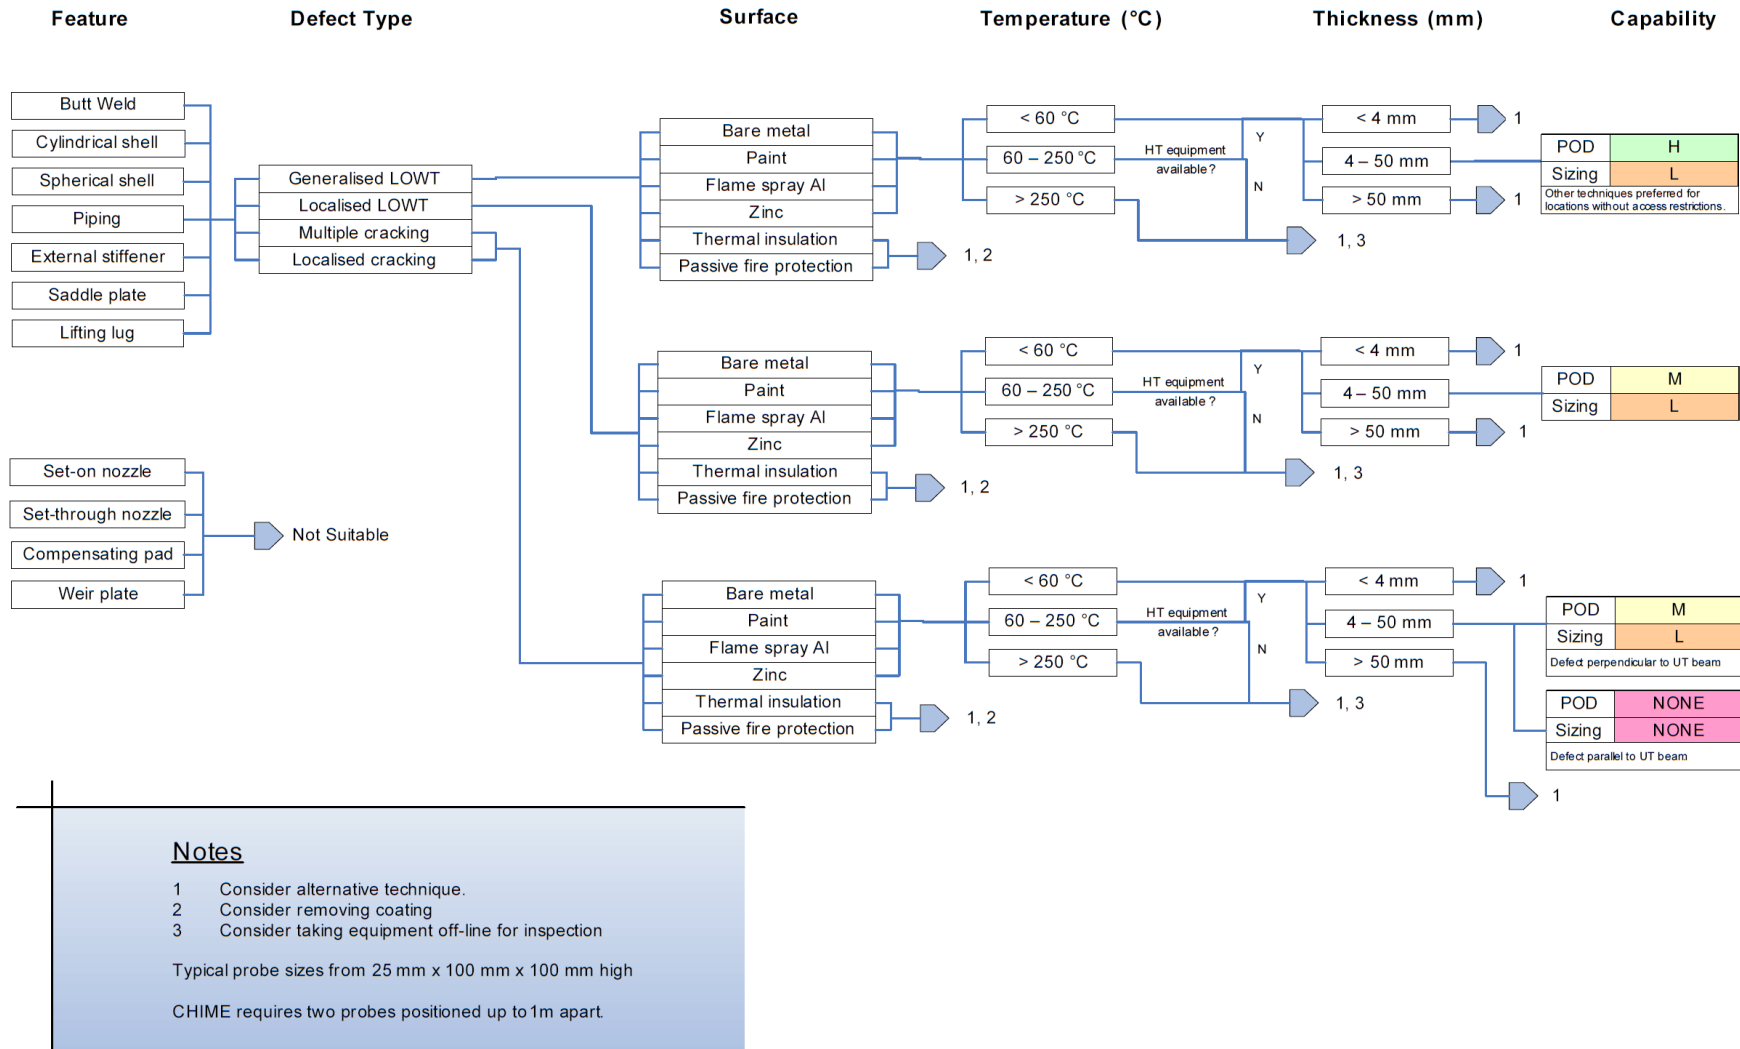 Feature Defect Type Surface Temperature (°C) Thickness (mm) Capability
Butt Weld
Cylindrical shell
Spherical shell
Piping
External stiffener
Saddle plate
Lifting lug
Generalised LOWT
Localised LOWT
Multiple cracking
Localised cracking
Bare metal
Paint
Flame spray Al
Zinc
Thermal insulation
Passive fire protection
1, 2
< 60 °C
60 – 250 °C
> 250 °C
HT equipment
available ?
Y
N
1, 3
< 4 mm
4 – 50 mm
> 50 mm
1
1
POD H
Sizing L
Other techniques preferred for
locations without access restrictions.
Bare metal
Paint
Flame spray Al
Zinc
Thermal insulation
Passive fire protection
1, 2
< 60 °C
60 – 250 °C
> 250 °C
HT equipment
available ?
Y
N
1, 3
< 4 mm
4 – 50 mm
> 50 mm
1
1
POD M
Sizing L
Set-on nozzle
Set-through nozzle
Compensating pad
Weir plate
Not Suitable
Bare metal
Paint
Flame spray Al
Zinc
Thermal insulation
Passive fire protection
1, 2
< 60 °C
60 – 250 °C
> 250 °C
HT equipment
available ?
Y
N
1, 3
< 4 mm
4 – 50 mm
> 50 mm
1
1
POD M
Sizing L
Defect perpendicular to UT beam
POD NONE
Sizing NONE
Defect parallel to UT beam
Notes
1 Consider alternative technique.
2 Consider removing coating
3 Consider taking equipment off-line for inspection
Typical probe sizes from 25 mm x 100 mm x 100 mm high
CHIME requires two probes positioned up to 1m apart.